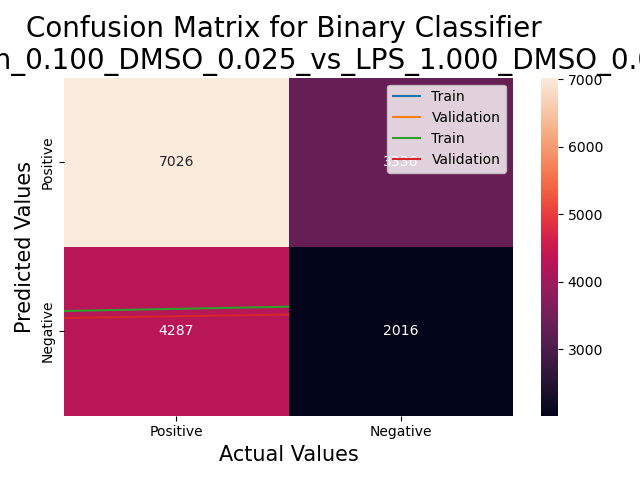 Confusion Matrix for Binary Classifier
n_0.100_DMSO_0.025_vs_LPS_1.000_DMSO_0.0
Train
Validation
Train
Validation
7026
4287
2016
Positive
Negative
Predicted Values
Positive
Negative
Actual Values
7000
6000
5000
4000
3000